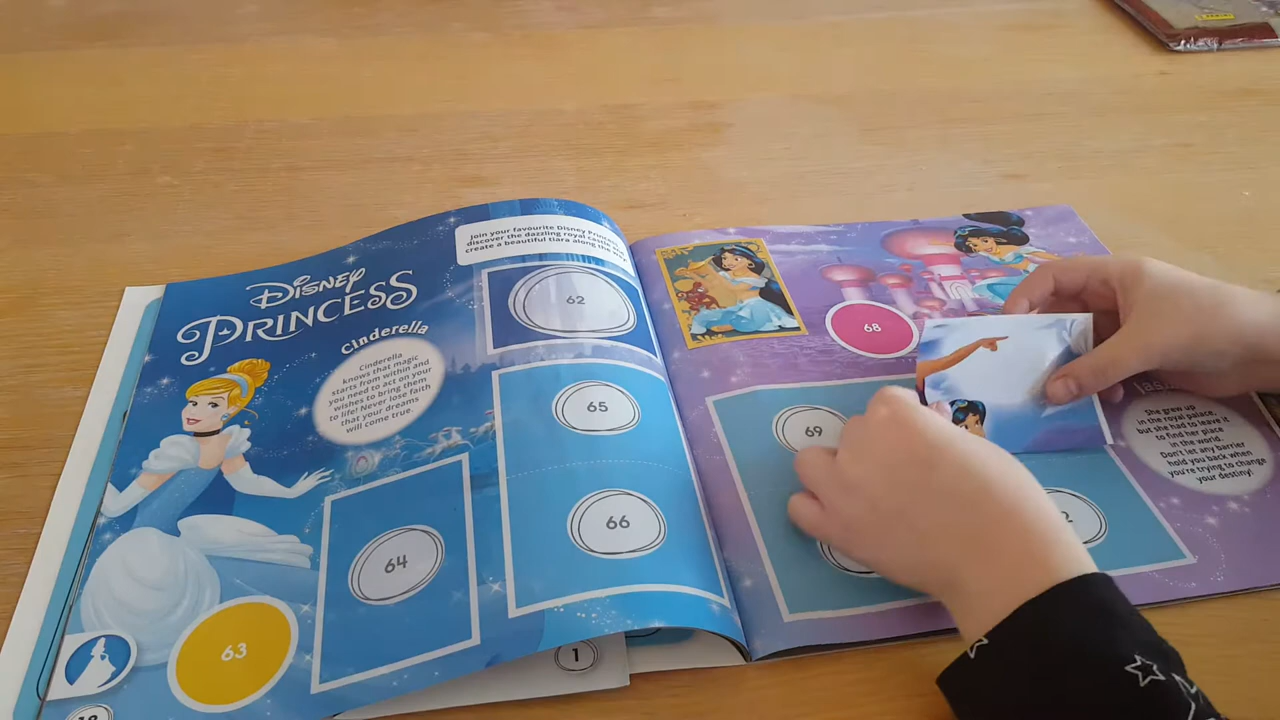 Join your favourite Disney Princess
discover the dazzling royal castle and
create a beautiful tiara along the way!
DISNEY
PRINCESS
Cinderella
Cinderella
knows that magic
starts from within and
you need to act on your
wishes to bring them
to life! Never lose faith
that your dreams
will come true.
62
65
66
64
63
1
68
69
She grew up
in the royal palace,
but she had to leave it
to find her place
in the world.
Don't let any barrier
hold you back when
you're trying to change
your destiny!